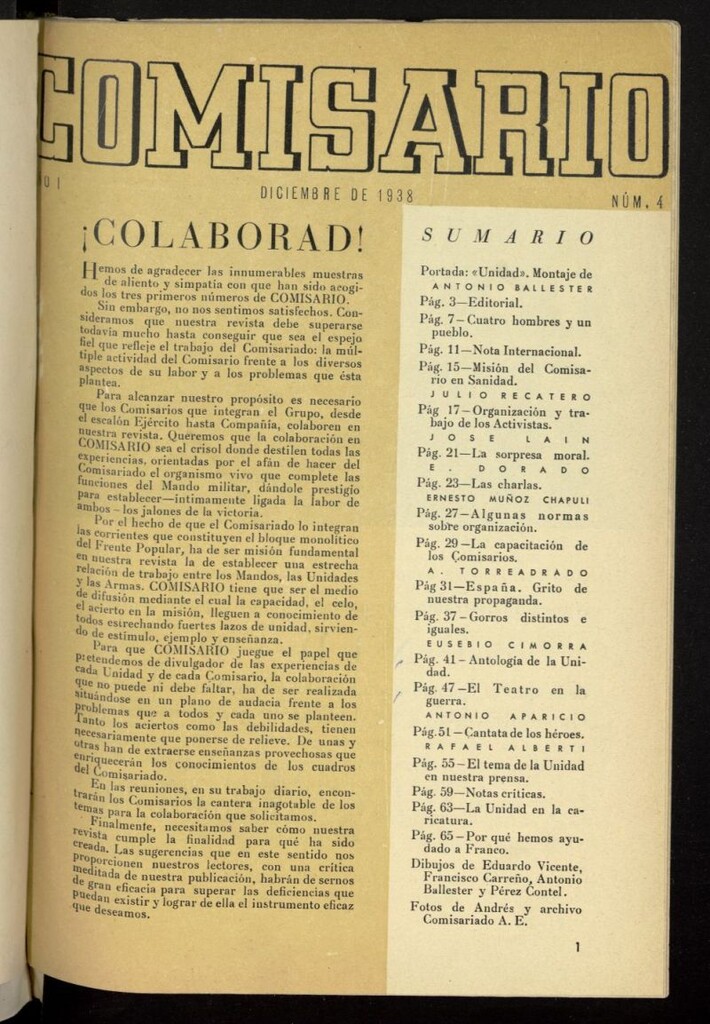 COMISARIO
DICIEMBRE DE 1938
NÚM. 4
¡COLABORAD!
Hemos de agradecer las innumerables muestras
de aliento y simpatía con que han sido acogi-
dos los tres primeros números de COMISARIO.
Sin embargo, no nos sentimos satisfechos. Con-
sideramos que nuestra revista debe superarse
todavía mucho hasta conseguir que sea el espejo
fiel que refleje el trabajo del Comisariado: la múl-
tiple actividad del Comisario frente a los diversos
aspectos de su labor y a los problemas que ésta
plantea.
Para alcanzar nuestro propósito es necesario
que los Comisarios que integran el Grupo, desde
el escalón Ejército hasta Compañía, colaboren en
nuestra revista. Queremos que la colaboración en
COMISARIO sea el crisol donde destilen todas las
experiencias, orientadas por el afán de hacer del
Comisariado el organismo vivo que complete las
funciones del Mando militar, dándole prestigio
para establecer—intimamente ligada la labor de
ambos - los jalones de la victoria.
Por el hecho de que el Comisariado lo integran
las corrientes que constituyen el bloque monolítico
del Frente Popular, ha de ser misión fundamental
en nuestra revista la de establecer una estrecha
relación de trabajo entre los Mandos, las Unidades
y las Armas. COMISARIO tiene que ser el medio
de difusión mediante el cual la capacidad, el celo,
el acierto en la misión, lleguen a conocimiento de
todos estrechando fuertes lazos de unidad, sirvien-
do de estímulo, ejemplo y enseñanza.
Para que COMISARIO juegue el papel que
pretendemos de divulgador de las experiencias de
cada Unidad y de cada Comisario, la colaboración
que no puede ni debe faltar, ha de ser realizada
situándose en un plano de audacia frente a los
problemas que a todos y cada uno se planteen.
Tanto los aciertos como las debilidades, tienen
necesariamente que ponerse de relieve. De unas y
otras han de extraerse enseñanzas provechosas que
enriquecerán los conocimientos de los cuadros
del Comisariado.
En las reuniones, en su trabajo diario, encon-
trarán los Comisarios la cantera inagotable de los
temas para la colaboración que solicitamos.
Finalmente, necesitamos saber cómo nuestra
revista cumple la finalidad para qué ha sido
creada. Las sugerencias que en este sentido nos
proporcionen nuestros lectores, con una crítica
meditada de nuestra publicación, habrán de sernos
de gran eficacia para superar las deficiencias que
puedan existir y lograr de ella el instrumento eficaz
que deseamos.
SUMARIO
Portada: «Unidad». Montaje de
ANTONIO BALLESTER
Pág. 3—Editorial.
Pág. 7—Cuatro hombres y un
pueblo.
Pág. 11—Nota Internacional.
Pág. 15—Misión del Comisa-
rio en Sanidad.
JULIO RECATERO
Pág 17—Organización y tra-
bajo de los Activistas.
JOSE LAIN
Pág. 21—La sorpresa moral.
E. DORADO
Pág. 23—Las charlas.
ERNESTO MUÑOZ CHAPULI
Pág. 27—Algunas normas
sobre organización.
Pág. 29—La capacitación de
los Comisarios.
A. TORREADRADO
Pág 31—España. Grito de
nuestra propaganda.
Pág. 37—Gorros distintos e
iguales.
EUSEBIO CIMORRA
Pág. 41 - Antología de la Uni-
dad.
Pág. 47—El Teatro en la
guerra.
ANTONIO APARICIO
Pág. 51—Cantata de los héroes.
RAFAEL ALBERTI
Pág. 55—El tema de la Unidad
en nuestra prensa.
Pág. 59—Notas críticas.
Pág. 63—La Unidad en la ca-
ricatura.
Pág. 65—Por qué hemos ayu-
dado a Franco.
Dibujos de Eduardo Vicente,
Francisco Carreño, Antonio
Ballester y Pérez Contel.
Fotos de Andrés y archivo
Comisariado A. E.
1